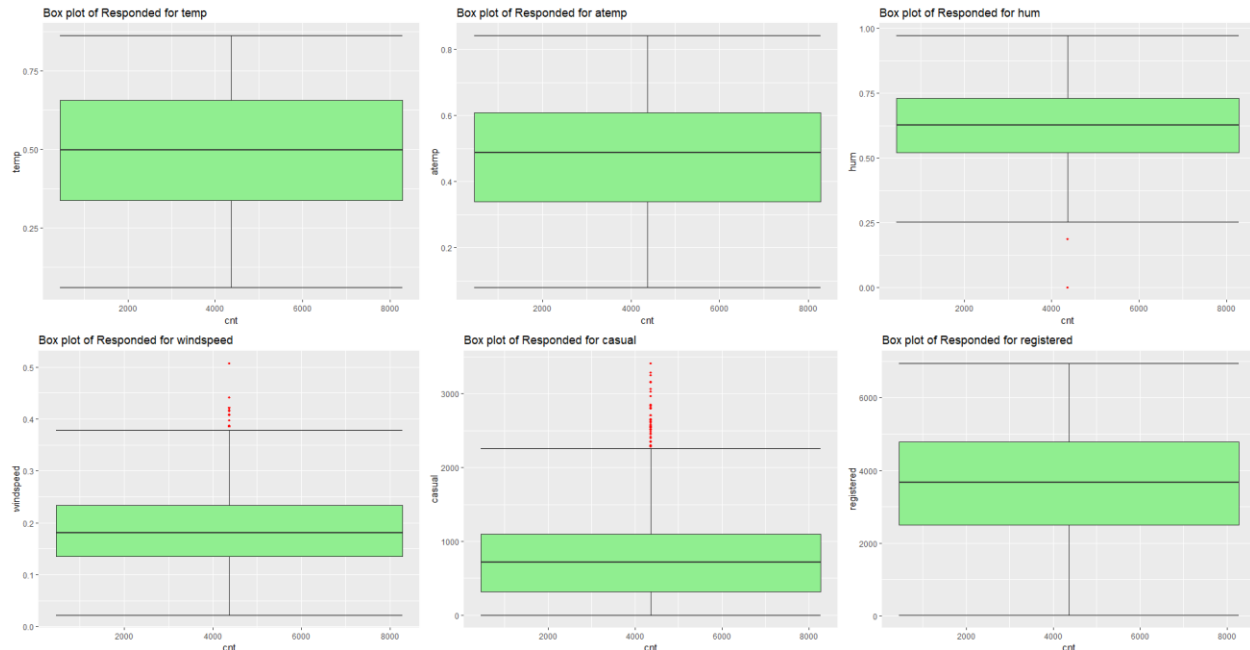 Box plot of Responded for temp
temp
0.75
0.50
0.25
2000 4000 6000 8000
cnt
Box plot of Responded for atemp
atemp
0.8
0.6
0.4
0.2
2000 4000 6000 8000
cnt
Box plot of Responded for hum
hum
1.00
0.75
0.50
0.25
0.00
2000 4000 6000 8000
cnt
Box plot of Responded for windspeed
windspeed
0.5
0.4
0.3
0.2
0.1
0.0
2000 4000 6000 8000
cnt
Box plot of Responded for casual
casual
3000
2000
1000
0
2000 4000 6000 8000
cnt
Box plot of Responded for registered
registered
6000
4000
2000
0
2000 4000 6000 8000
cnt